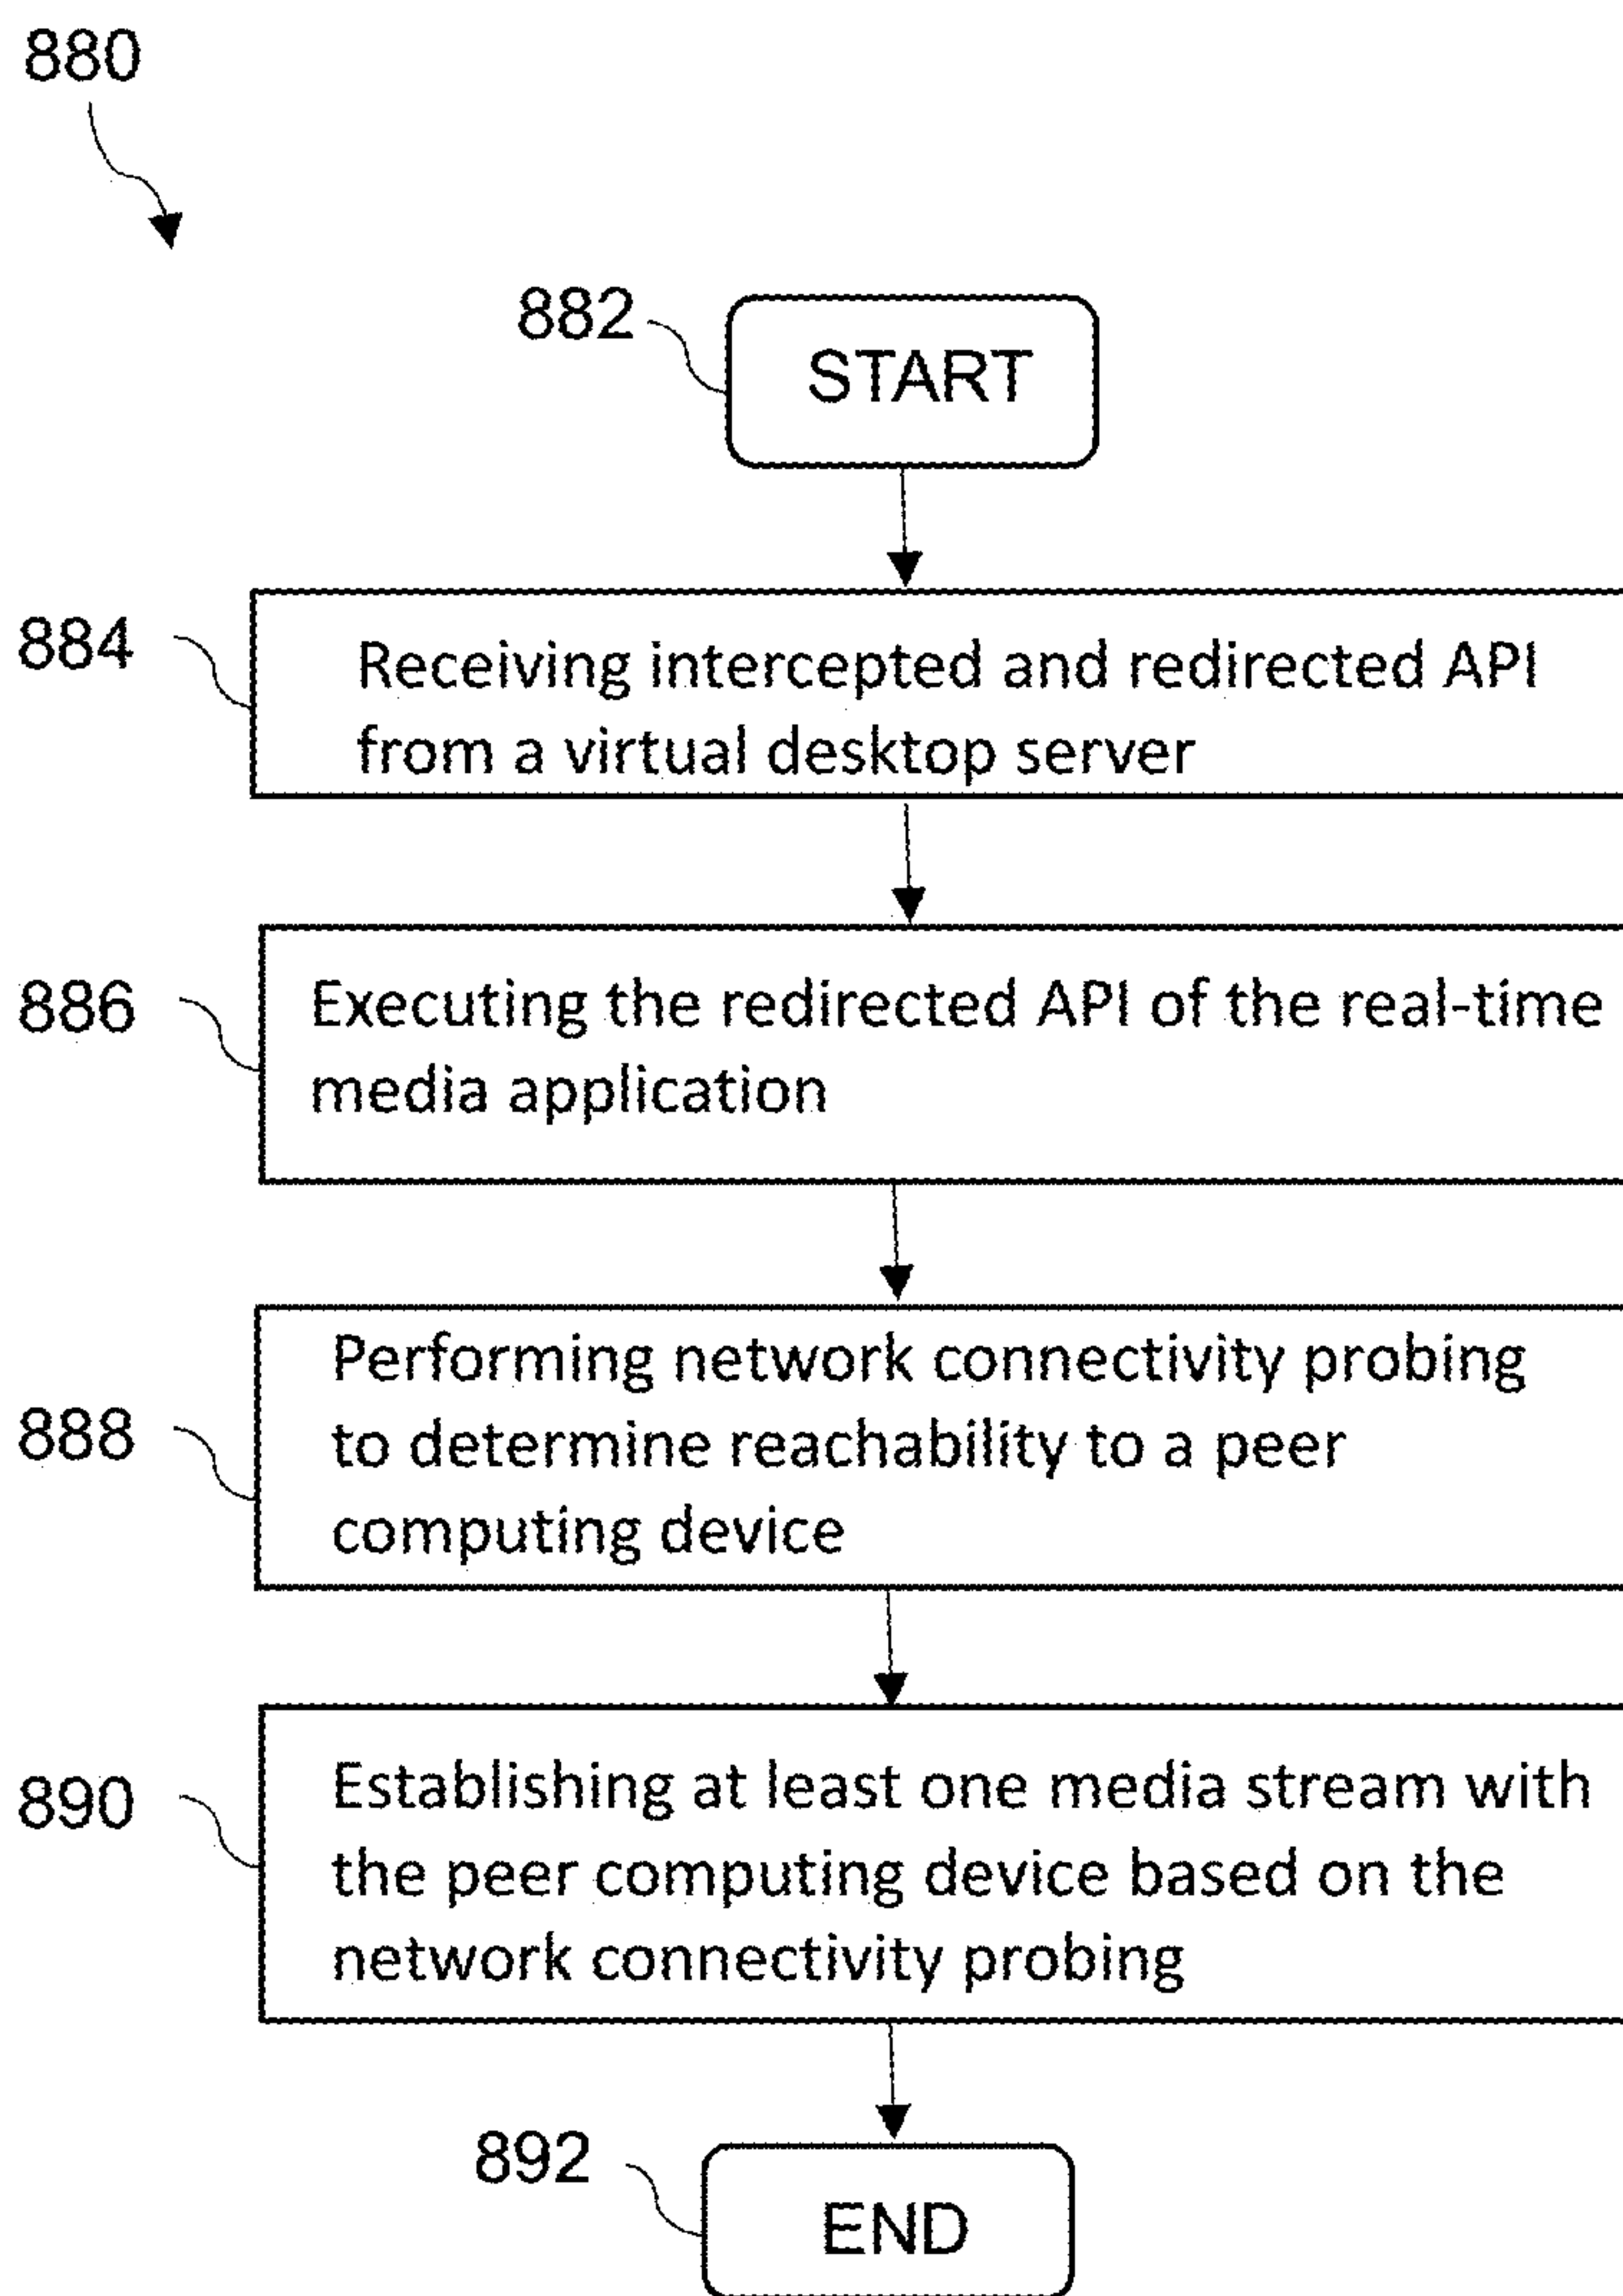 880
882
START
884
Receiving intercepted and redirected API
from a virtual desktop server
886
Executing the redirected API of the real-time
media application
888
Performing network connectivity probing
to determine reachability to a peer
computing device
890
Establishing at least one media stream with
the peer computing device based on the
network connectivity probing
892
END